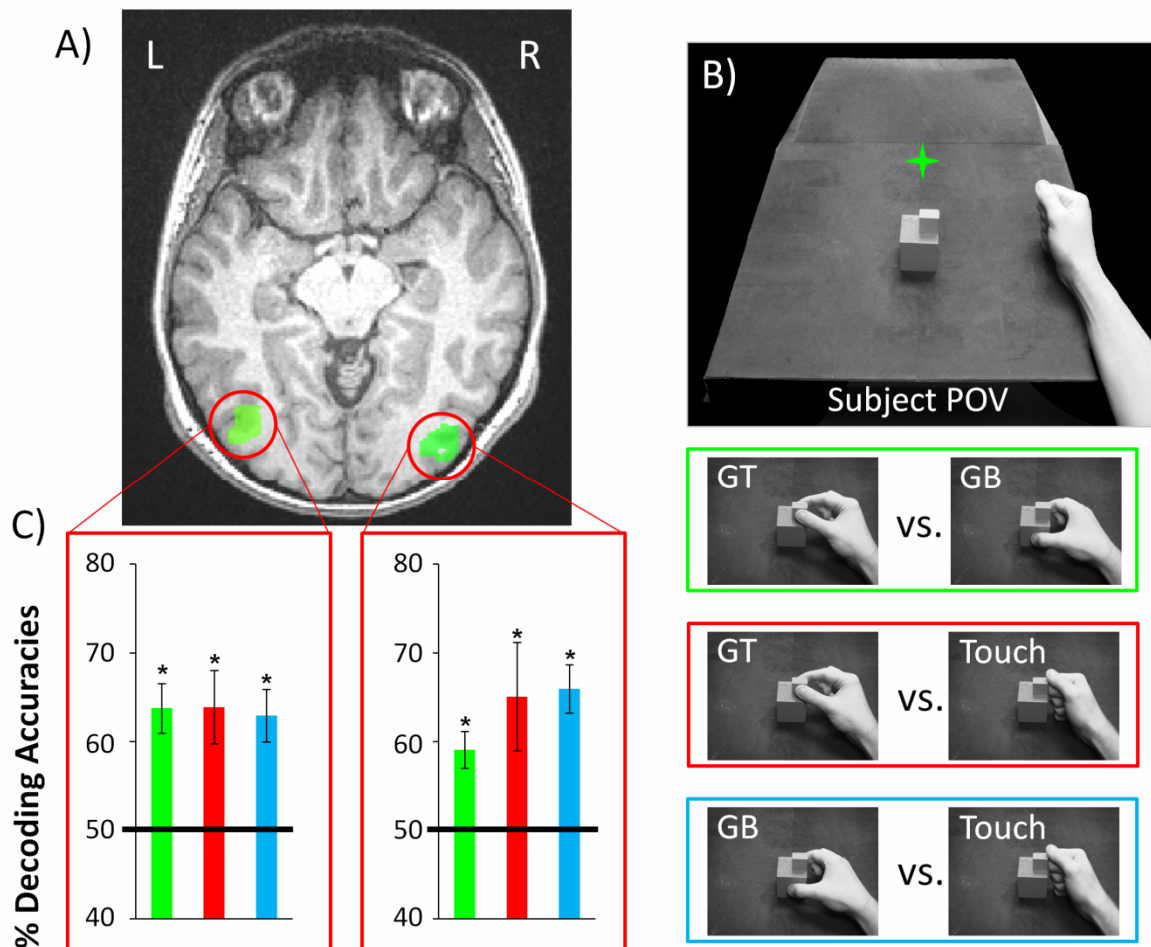 A)
L
R
B)
Subject POV
GT
vs.
GB
GT
vs.
Touch
GB
vs.
Touch
C)
% Decoding Accuracies
80
70
60
50
40
*
*
*
80
70
60
50
40
*
*
*